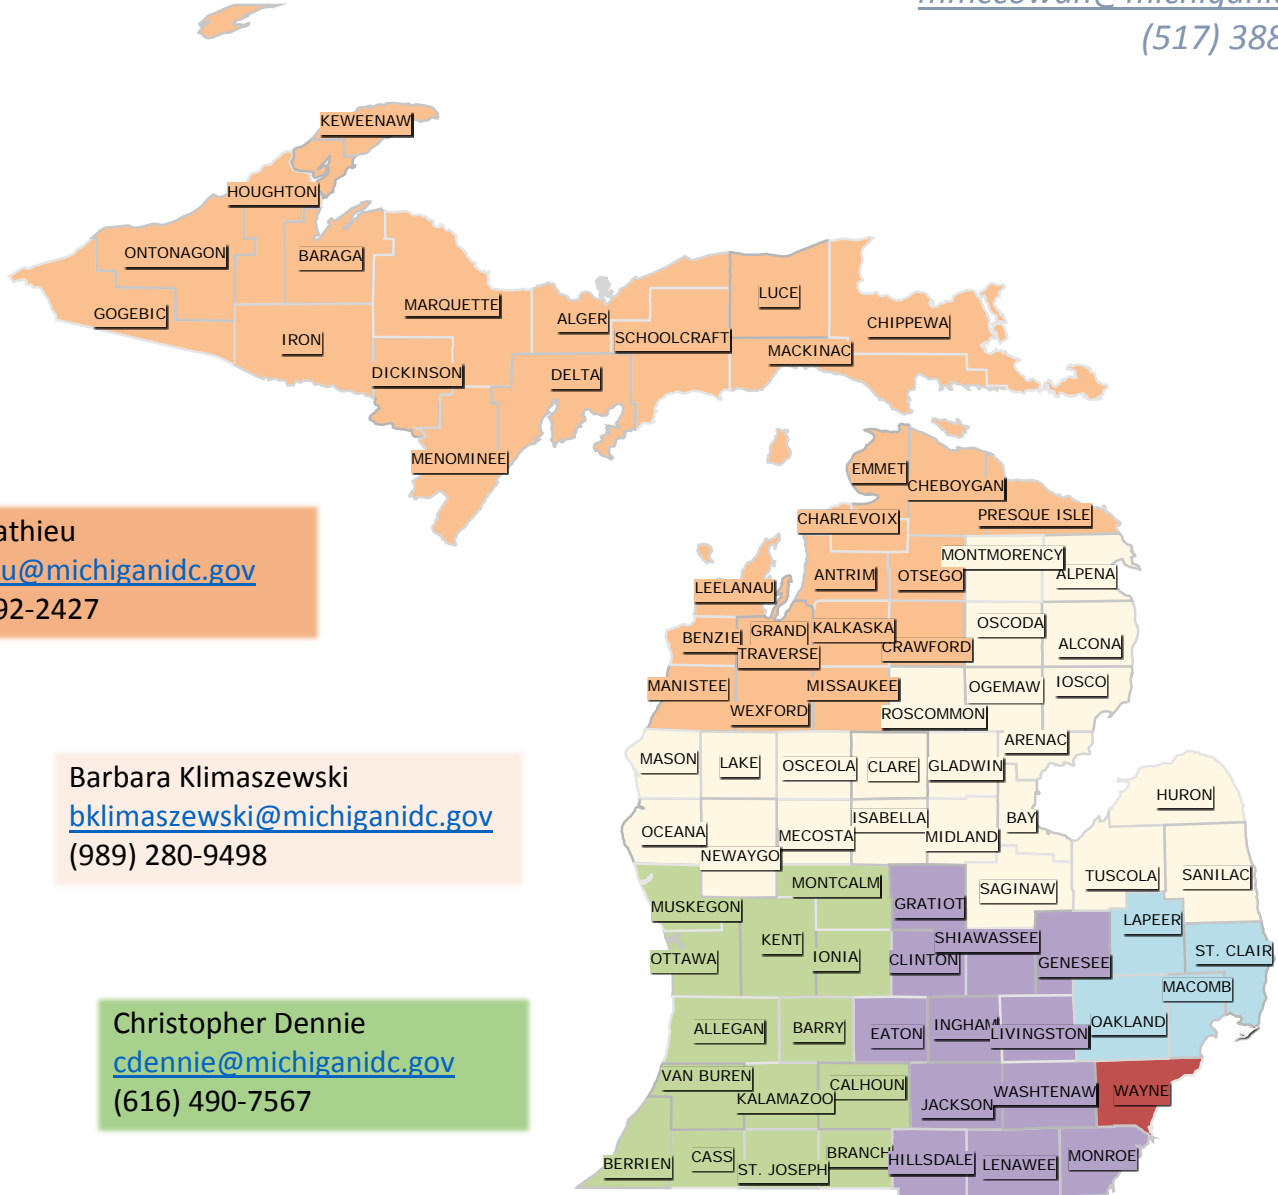 (517) 388
KEWEENAW
HOUGHTON
ONTONAGON
BARAGA
GOGEBIC
MARQUETTE
LUCE
ALGER
CHIPPEWA
IRON
SCHOOLCRAFT
MACKINAC
DICKINSON
DELTA
MENOMINEE
EMMET
CHEBOYGAN
CHARLEVOIX
PRESQUE ISLE
athieu
u@michiganidc.gov
92-2427
MONTMORENCY
ANTRIM
OTSEGO
ALPENA
LEELANAU
BENZIE
GRAND
TRAVERSE
KALKASKA
CRAWFORD
OSCODA
ALCONA
MANISTEE
MISSAUKEE
OGEMAW
IOSCO
WEXFORD
ROSCOMMON
ARENAC
MASON
LAKE
OSCEOLA
CLARE
GLADWIN
Barbara Klimaszewski
bklimaszewski@michiganidc.gov
(989) 280-9498
HURON
OCEANA
MECOSTA
ISABELLA
MIDLAND
BAY
NEWAYGO
MONTCALM
SAGINAW
TUSCOLA
SANILAC
MUSKEGON
GRATIOT
LAPEER
OTTAWA
KENT
IONIA
CLINTON
SHIAWASSEE
GENESEE
ST. CLAIR
MACOMB
Christopher Dennie
cdennie@michiganidc.gov
(616) 490-7567
ALLEGAN
BARRY
EATON
INGHAM
LIVINGSTON
OAKLAND
VAN BUREN
KALAMAZOO
CALHOUN
JACKSON
WASHTENAW
WAYNE
BERRIEN
CASS
ST. JOSEPH
BRANCH
HILLSDALE
LENAWEE
MONROE